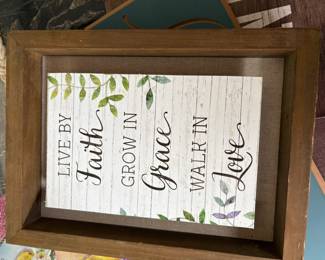 LIVE BY
Faith
GROW IN
Grace
WALK IN
Love